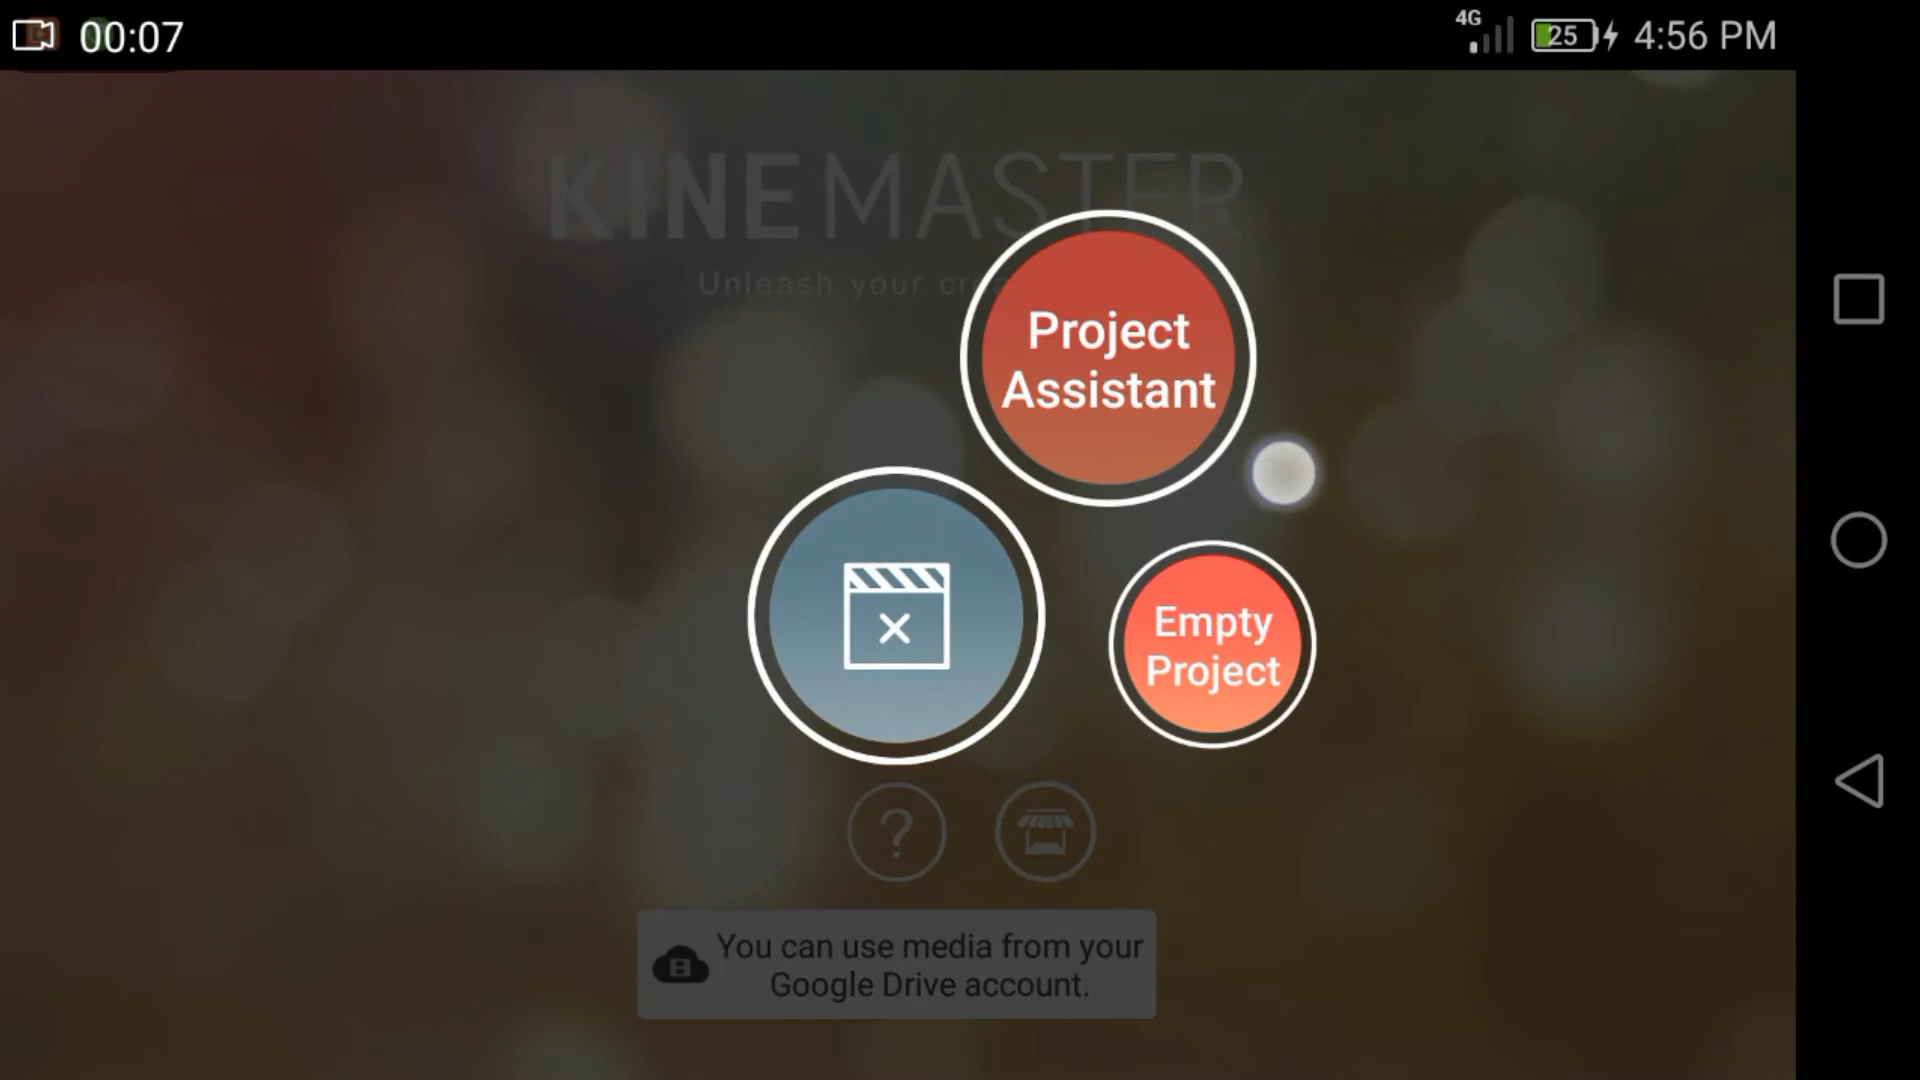 00:07
4G
25
4:56 PM
KINEMASTER
Unleash your crea
Project
Assistant
Empty
Project
?
You can use media from your
Google Drive account.